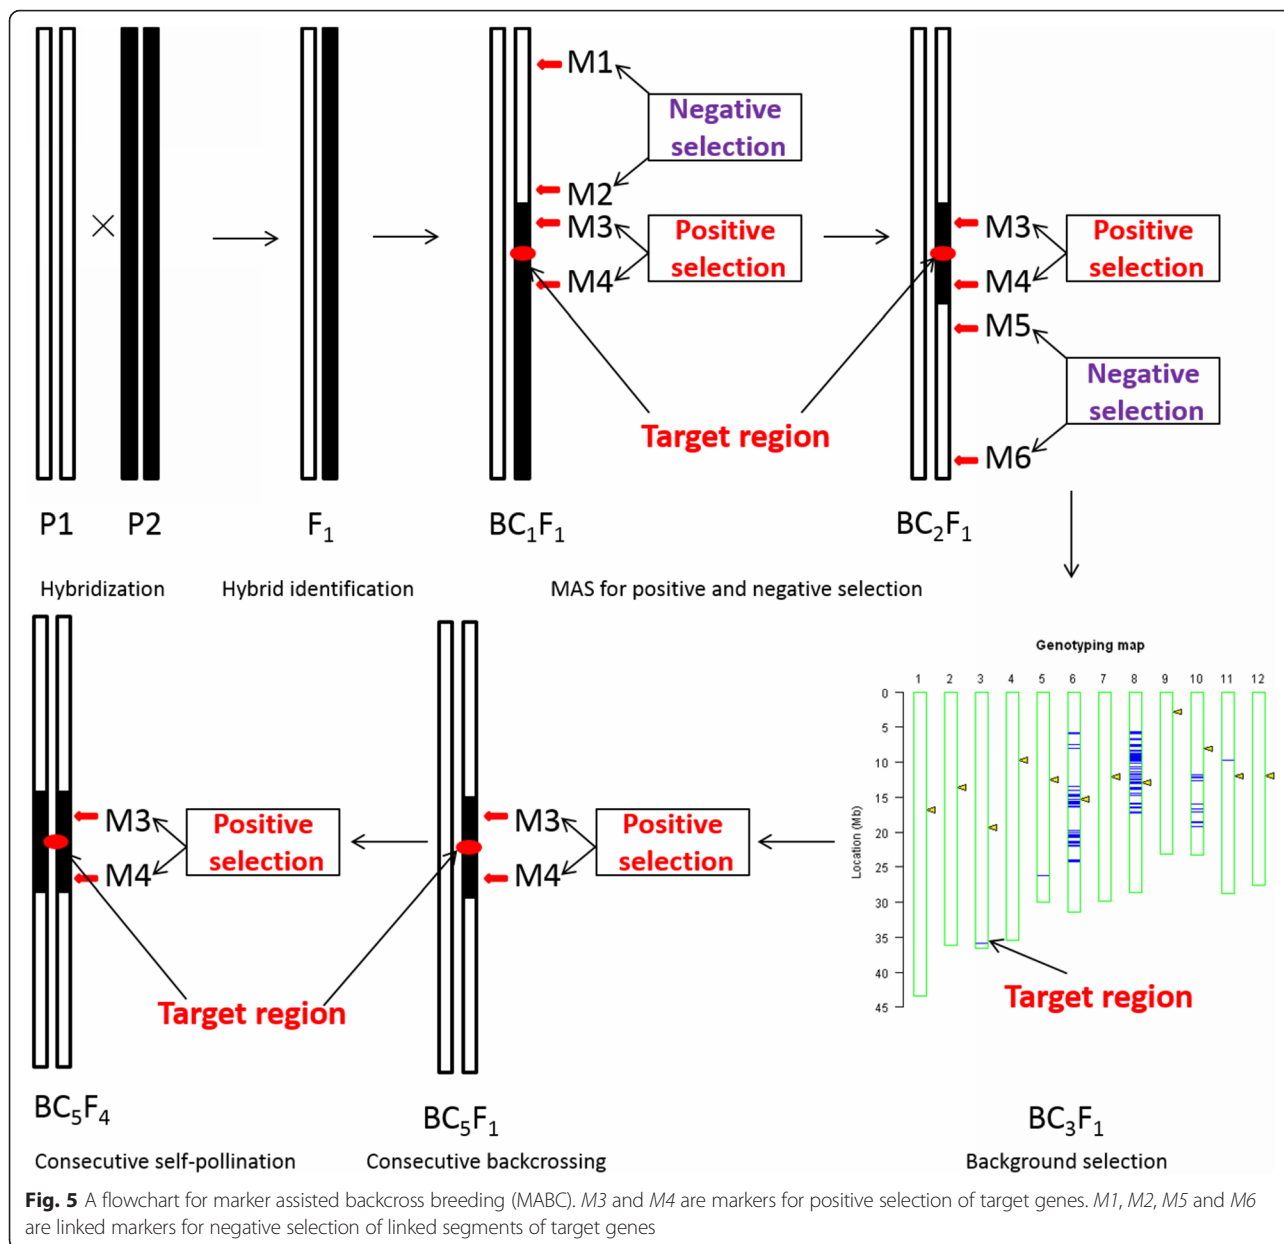 M1
Negative
selection
M2
M3
Positive
selection
M4
×
M3
Positive
selection
M4
M5
Negative
selection
M6
Target region
P1 P2 F1 BC1F1 BC2F1
Hybridization Hybrid identification MAS for positive and negative selection
Genotyping map
1 2 3 4 5 6 7 8 9 10 11 12
Location (Mb)
0
5
10
15
20
25
30
35
40
45
Target region
M3
Positive
selection
M4
M3
Positive
selection
M4
Target region
BC5F4 BC5F1 BC3F1
Consecutive self-pollination Consecutive backcrossing Background selection
Fig. 5 A flowchart for marker assisted backcross breeding (MABC). M3 and M4 are markers for positive selection of target genes. M1, M2, M5 and M6
are linked markers for negative selection of linked segments of target genes